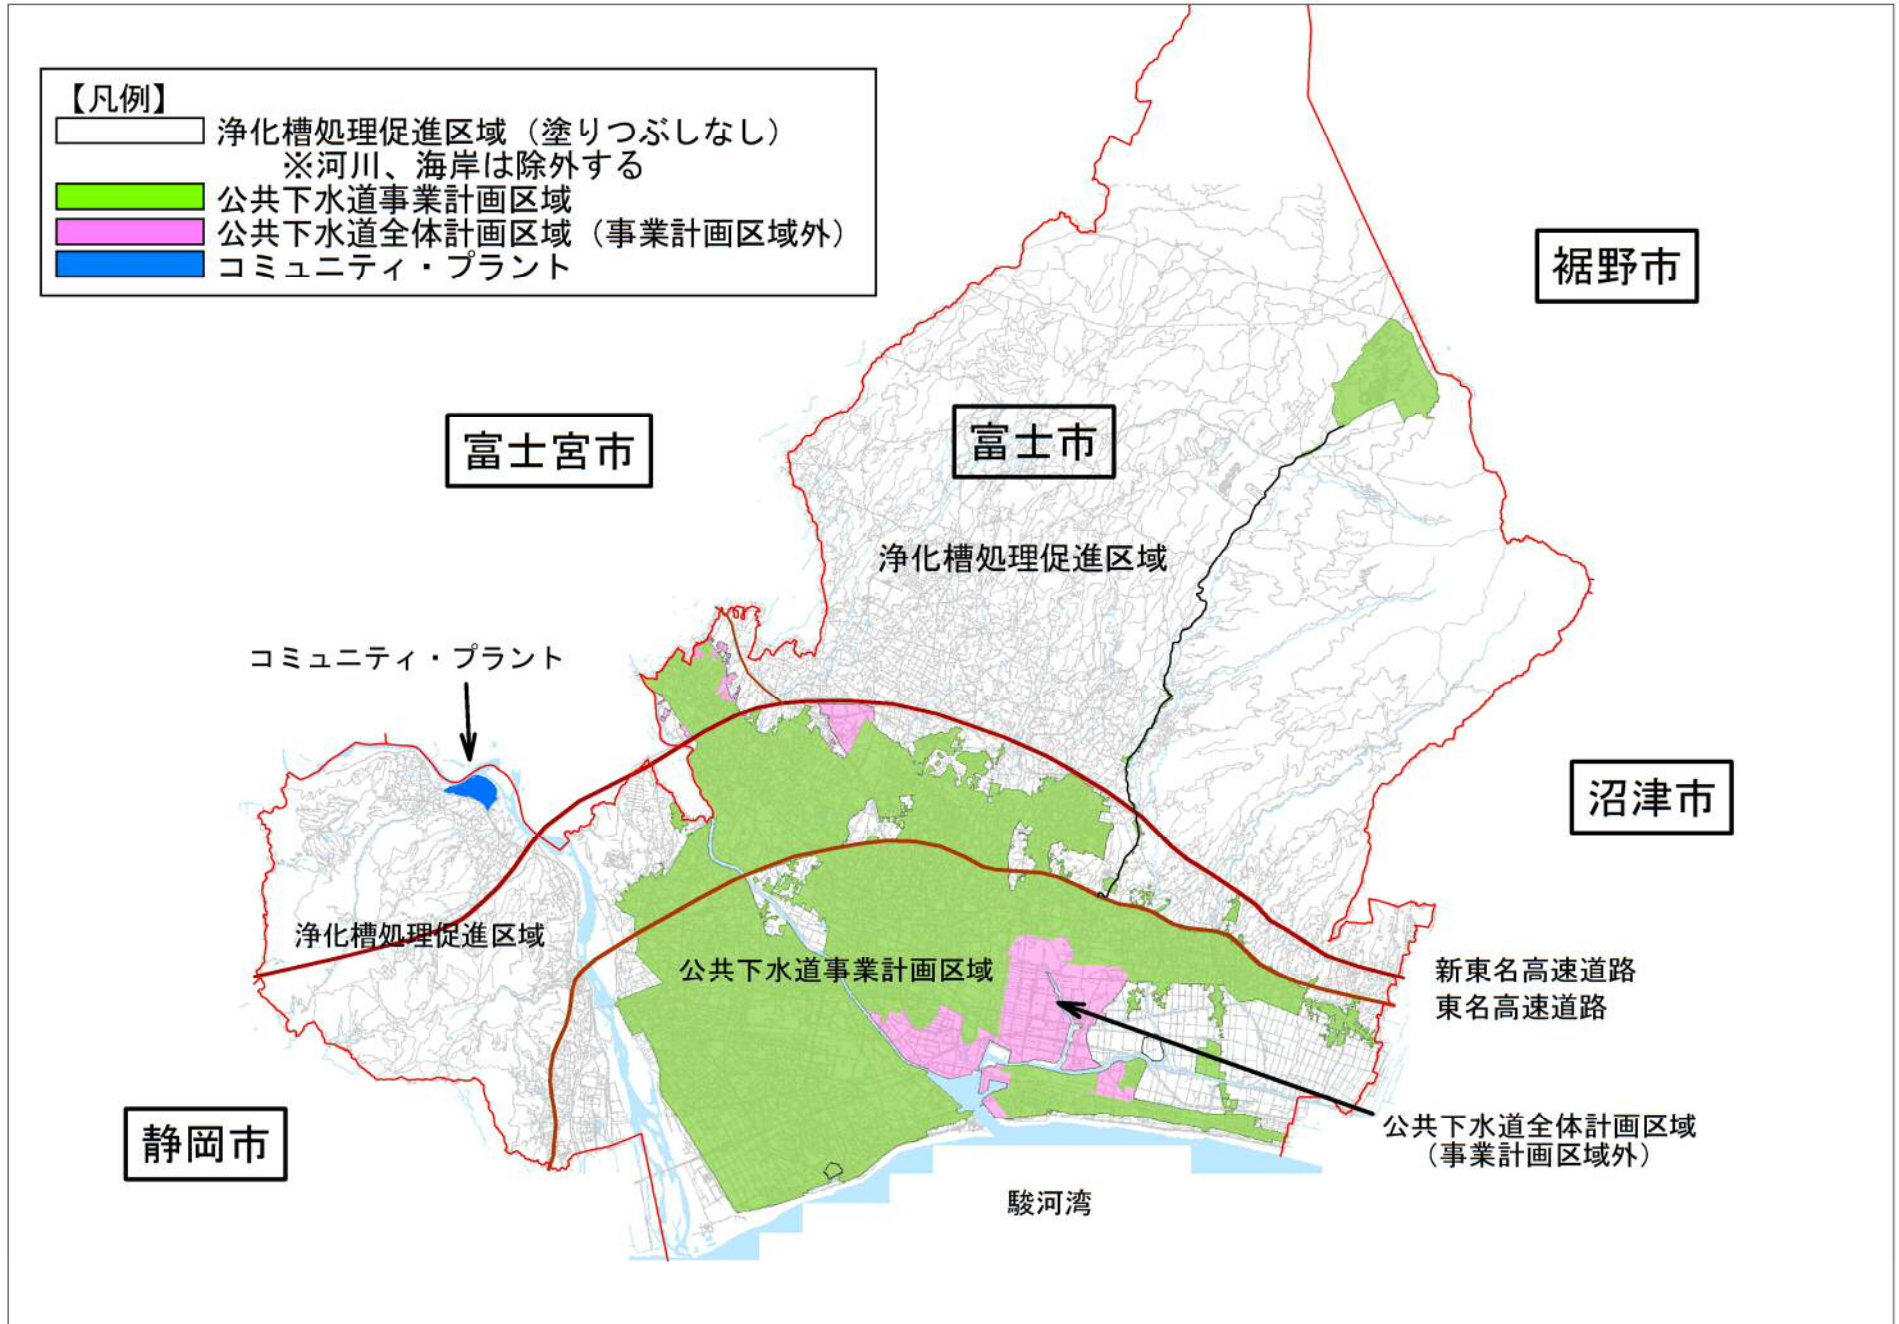 【凡例】
浄化槽処理促進区域（塗りつぶしなし）
※河川、海岸は除外する
公共下水道事業計画区域
公共下水道全体計画区域（事業計画区域外）
コミュニティ・プラント
裾野市
富士宮市
富士市
浄化槽処理促進区域
コミュニティ・プラント
沼津市
浄化槽処理促進区域
公共下水道事業計画区域
新東名高速道路
東名高速道路
静岡市
公共下水道全体計画区域
（事業計画区域外）
駿河湾